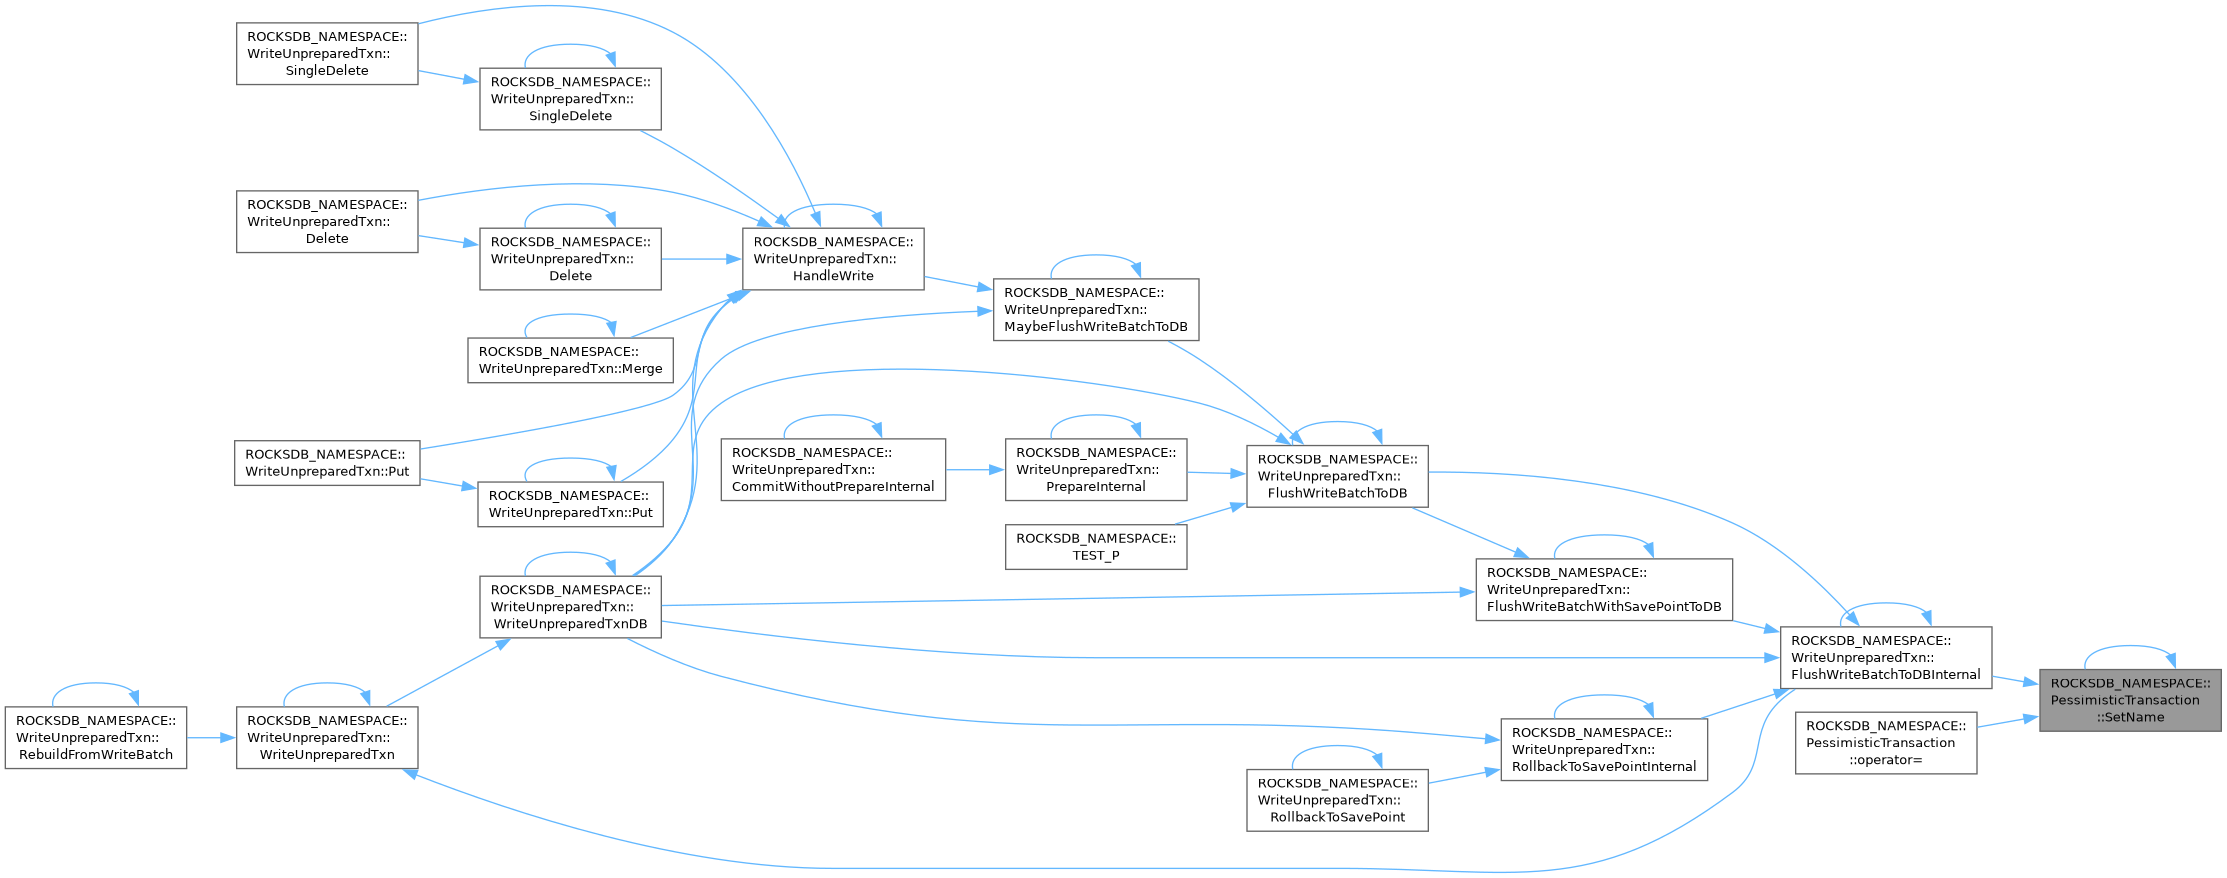 ROCKSDB_NAMESPACE::
WriteUnpreparedTxn::
SingleDelete
ROCKSDB_NAMESPACE::
WriteUnpreparedTxn::
SingleDelete
ROCKSDB_NAMESPACE::
WriteUnpreparedTxn::
Delete
ROCKSDB_NAMESPACE::
WriteUnpreparedTxn::
Delete
ROCKSDB_NAMESPACE::
WriteUnpreparedTxn::
HandleWrite
ROCKSDB_NAMESPACE::
WriteUnpreparedTxn::
MaybeFlushWriteBatchToDB
ROCKSDB_NAMESPACE::
WriteUnpreparedTxn::Merge
ROCKSDB_NAMESPACE::
WriteUnpreparedTxn::Put
ROCKSDB_NAMESPACE::
WriteUnpreparedTxn::
CommitWithoutPrepareInternal
ROCKSDB_NAMESPACE::
WriteUnpreparedTxn::
PrepareInternal
ROCKSDB_NAMESPACE::
WriteUnpreparedTxn::
FlushWriteBatchToDB
ROCKSDB_NAMESPACE::
WriteUnpreparedTxn::Put
ROCKSDB_NAMESPACE::
TEST_P
ROCKSDB_NAMESPACE::
WriteUnpreparedTxn::
FlushWriteBatchWithSavePointToDB
ROCKSDB_NAMESPACE::
WriteUnpreparedTxn::
WriteUnpreparedTxnDB
ROCKSDB_NAMESPACE::
WriteUnpreparedTxn::
FlushWriteBatchToDBInternal
ROCKSDB_NAMESPACE::
PessimisticTransaction
::SetName
ROCKSDB_NAMESPACE::
WriteUnpreparedTxn::
RebuildFromWriteBatch
ROCKSDB_NAMESPACE::
WriteUnpreparedTxn::
WriteUnpreparedTxn
ROCKSDB_NAMESPACE::
WriteUnpreparedTxn::
RollbackToSavePointInternal
ROCKSDB_NAMESPACE::
PessimisticTransaction
::operator=
ROCKSDB_NAMESPACE::
WriteUnpreparedTxn::
RollbackToSavePoint